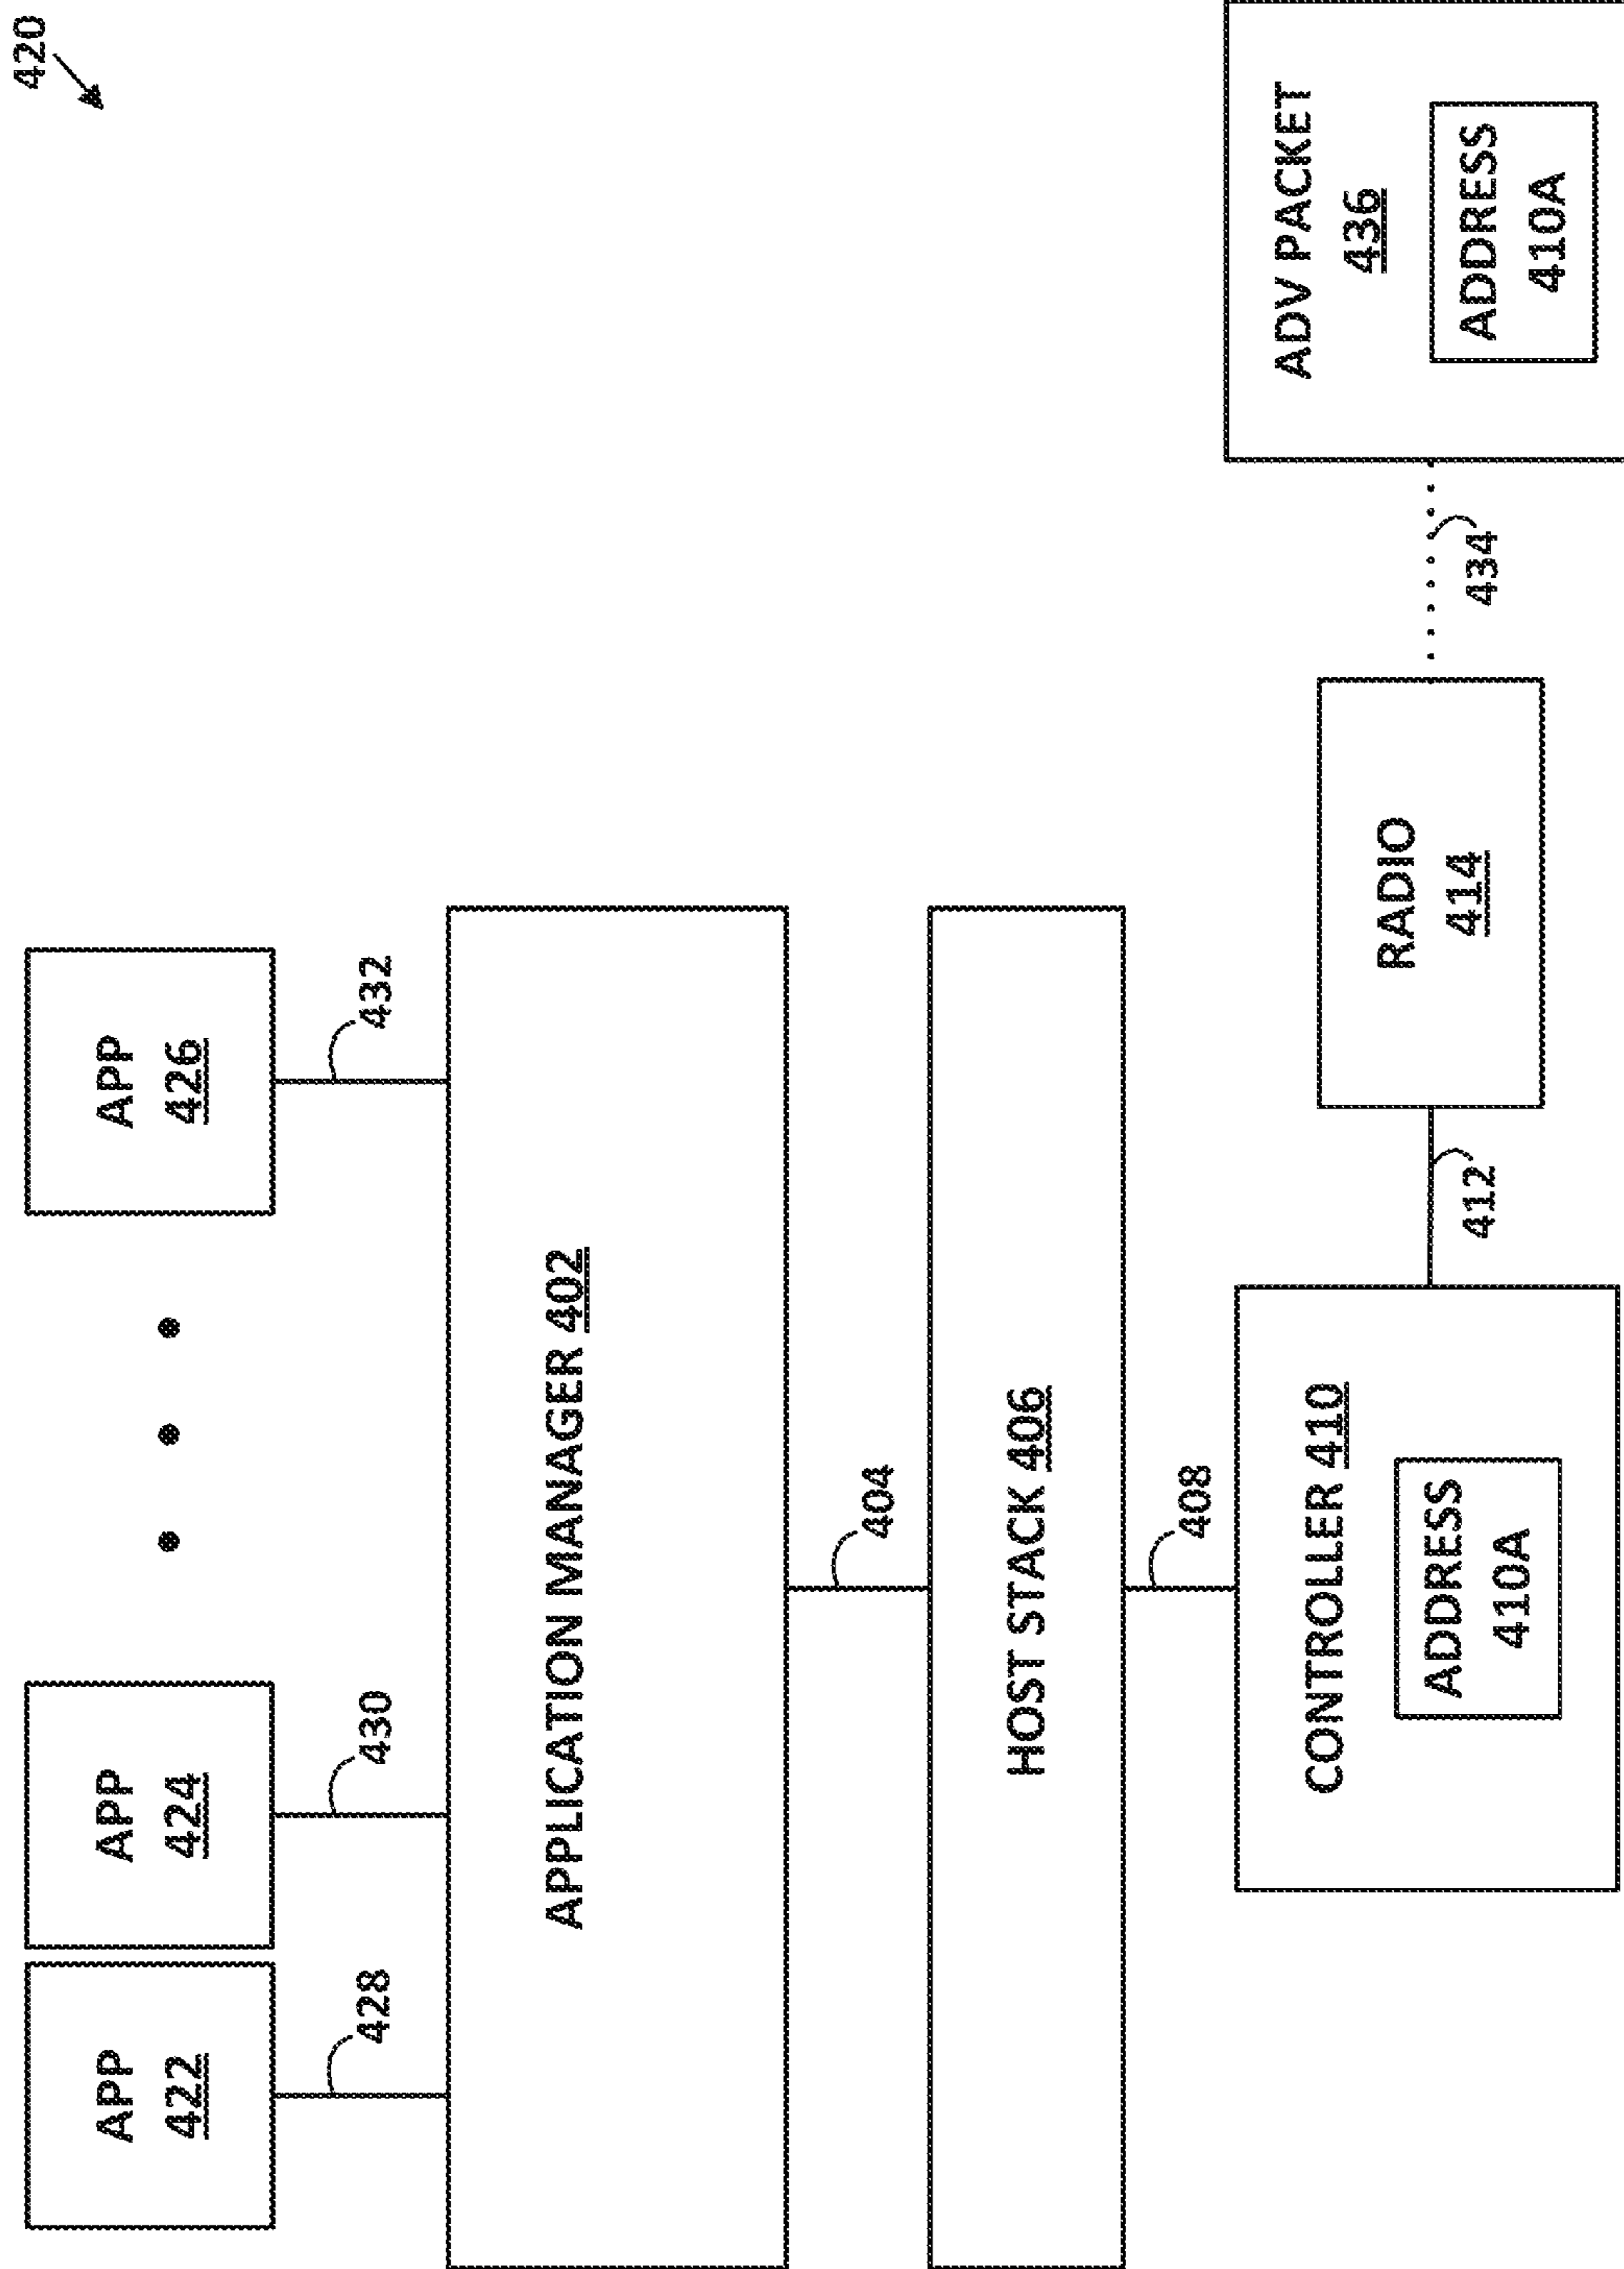 420
APP
422
APP
424
APP
426
428
430
432
APPLICATION MANAGER 402
404
HOST STACK 406
408
CONTROLLER 410
ADDRESS
410A
412
RADIO
414
434
ADV PACKET
436
ADDRESS
410A